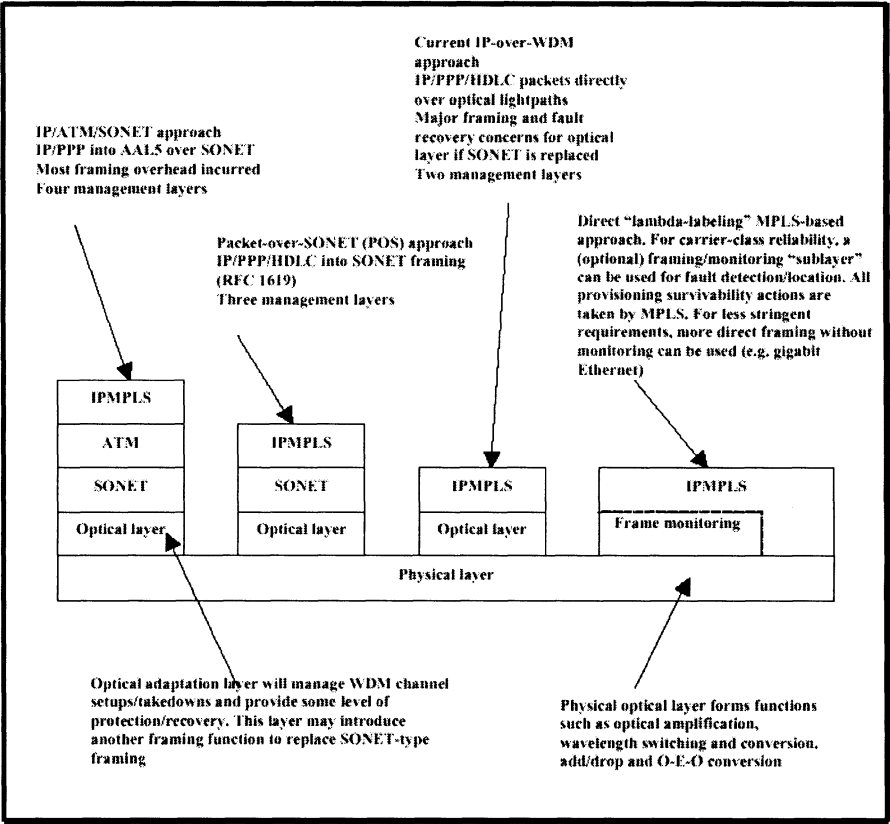 Current IP-over-WDM
approach
IP/PPP/HDLC packets directly
over optical lightpaths
Major framing and fault
recovery concerns for optical
layer if SONET is replaced
Two management layers
IP/ATM/SONET approach
IP/PPP into AAL5 over SONET
Most framing overhead incurred
Four management layers
Packet-over-SONET (POS) approach
IP/PPP/HDLC into SONET framing
(RFC 1619)
Three management layers
Direct “lambda-labeling” MPLS-based
approach. For carrier-class reliability, a
(optional) framing/monitoring “sublayer”
can be used for fault detection/location. All
provisioning survivability actions are
taken by MPLS. For less stringent
requirements, more direct framing without
monitoring can be used (e.g. gigabit
Ethernet)
IPMPLS
ATM
SONET
Optical layer
IPMPLS
SONET
Optical layer
IPMPLS
Optical layer
IPMPLS
Frame monitoring
Physical layer
Optical adaptation layer will manage WDM channel
setups/takedowns and provide some level of
protection/recovery. This layer may introduce
another framing function to replace SONET-type
framing
Physical optical layer forms functions
such as optical amplification,
wavelength switching and conversion,
add/drop and O-E-O conversion